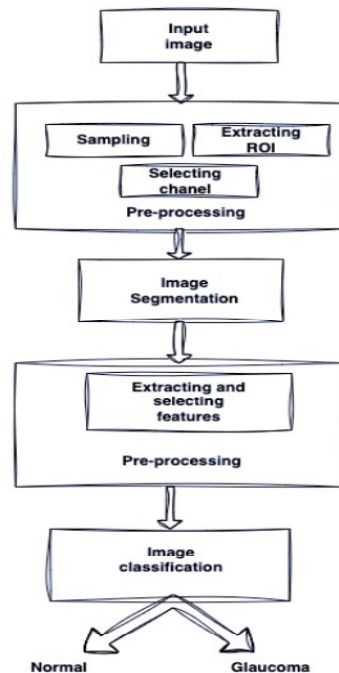 Input
image
Sampling
Extracting
ROI
Selecting
chanel
Pre-processing
Image
Segmentation
Extracting and
selecting
features
Pre-processing
Image
classification
Normal
Glaucoma